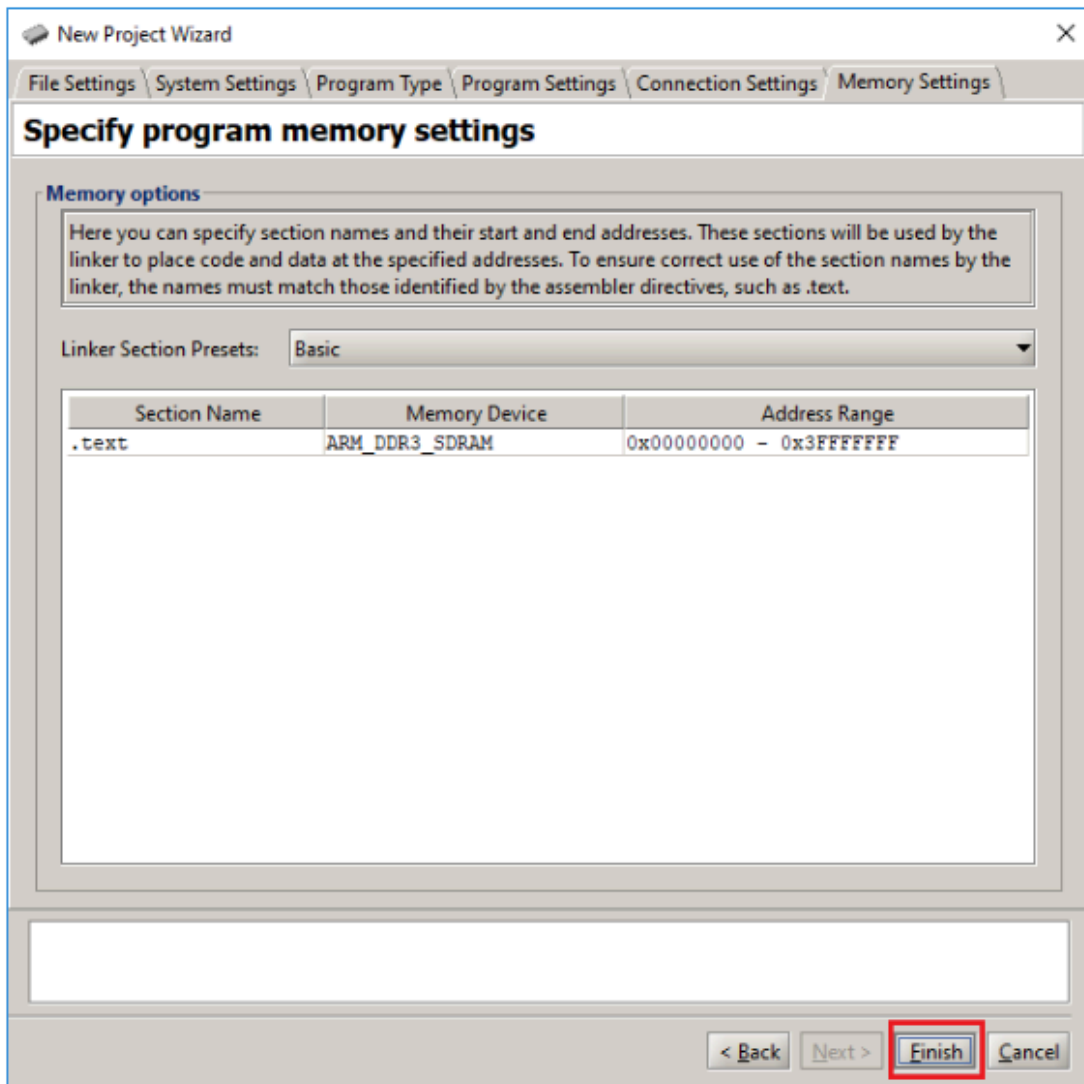 New Project Wizard
File Settings System Settings Program Type Program Settings Connection Settings Memory Settings
Specify program memory settings
Memory options
Here you can specify section names and their start and end addresses. These sections will be used by the
linker to place code and data at the specified addresses. To ensure correct use of the section names by the
linker, the names must match those identified by the assembler directives, such as .text.
Linker Section Presets: Basic
Section Name Memory Device Address Range
.text ARM_DDR3_SDRAM 0x00000000 - 0x3FFFFFFF
< Back Next > Finish Cancel